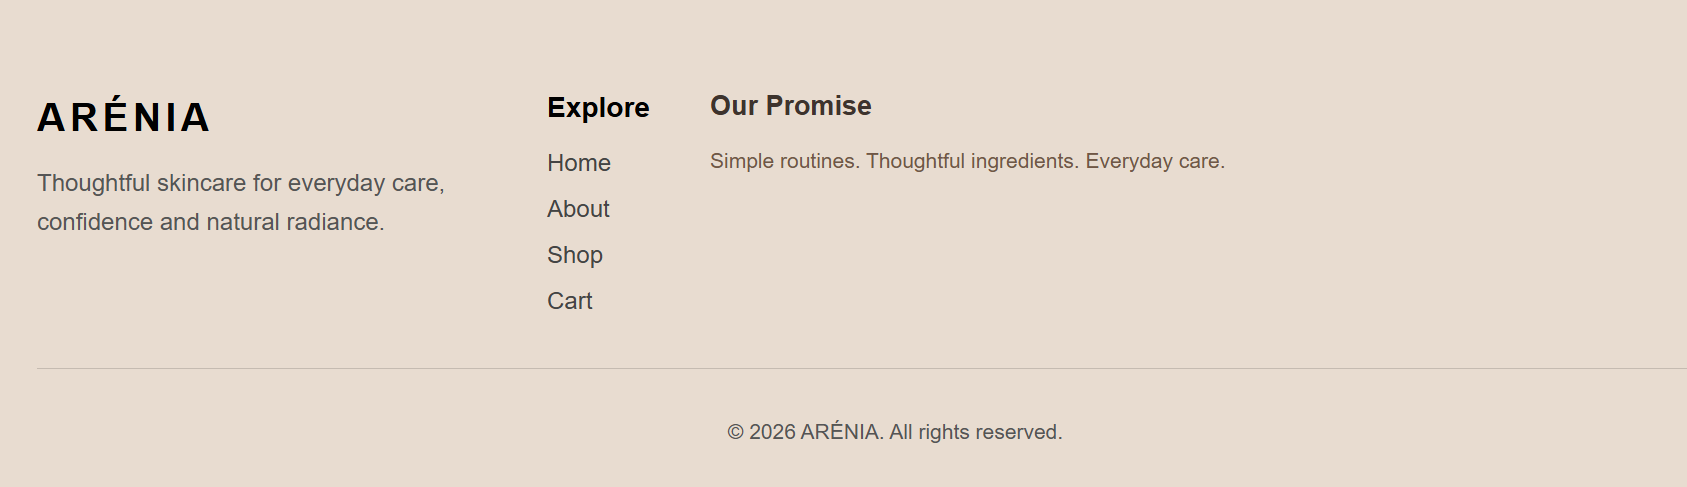 ARÉNIA
Thoughtful skincare for everyday care,
confidence and natural radiance.
Explore
Home
About
Shop
Cart
Our Promise
Simple routines. Thoughtful ingredients. Everyday care.
© 2026 ARÉNIA. All rights reserved.